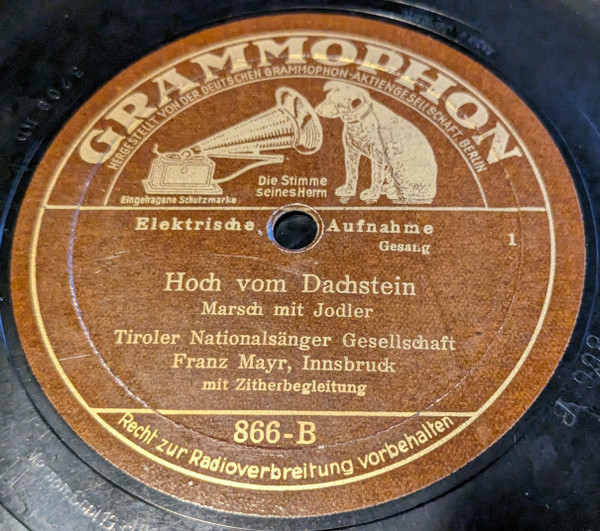 GRAMMOPHON
HERGESTELLT VON DER DEUTSCHEN GRAMMOPHON-AKTIENGESELLSCHAFT, BERLIN
Die Stimme
seines Herrn
Eingetragene Schutzmarke
Elektrische Aufnahme
Gesang 1
Hoch vom Dachstein
Marsch mit Jodler
Tiroler Nationalsänger Gesellschaft
Franz Mayr, Innsbruck
mit Zitherbegleitung
866-B
Recht zur Radioverbreitung vorbehalten